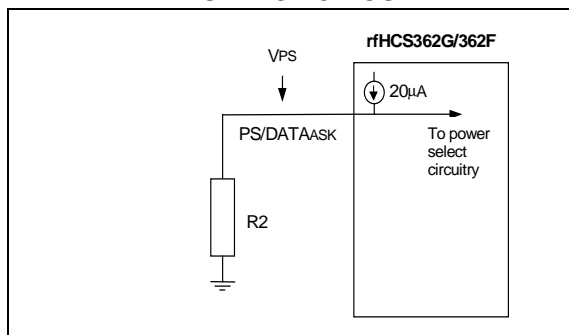 rfHCS362G/362F
VPS
20µA
PS/DATAASK
To power
select
circuitry
R2